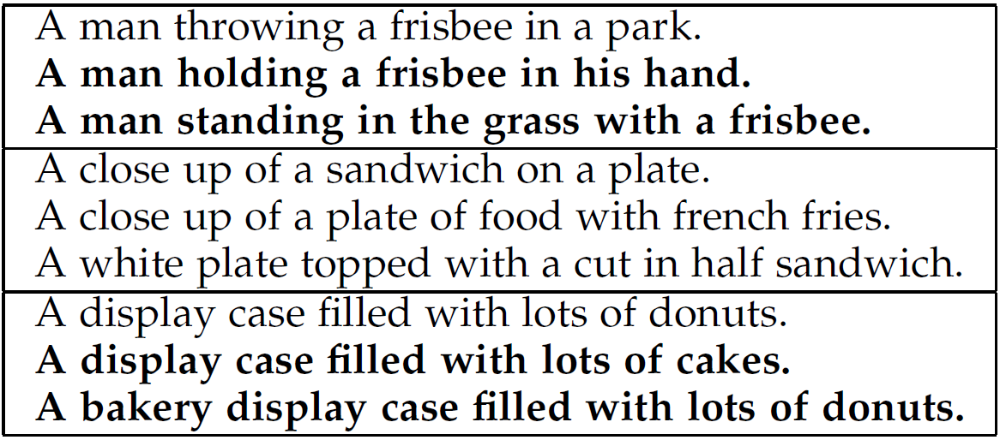 A man throwing a frisbee in a park.
A man holding a frisbee in his hand.
A man standing in the grass with a frisbee.
A close up of a sandwich on a plate.
A close up of a plate of food with french fries.
A white plate topped with a cut in half sandwich.
A display case filled with lots of donuts.
A display case filled with lots of cakes.
A bakery display case filled with lots of donuts.